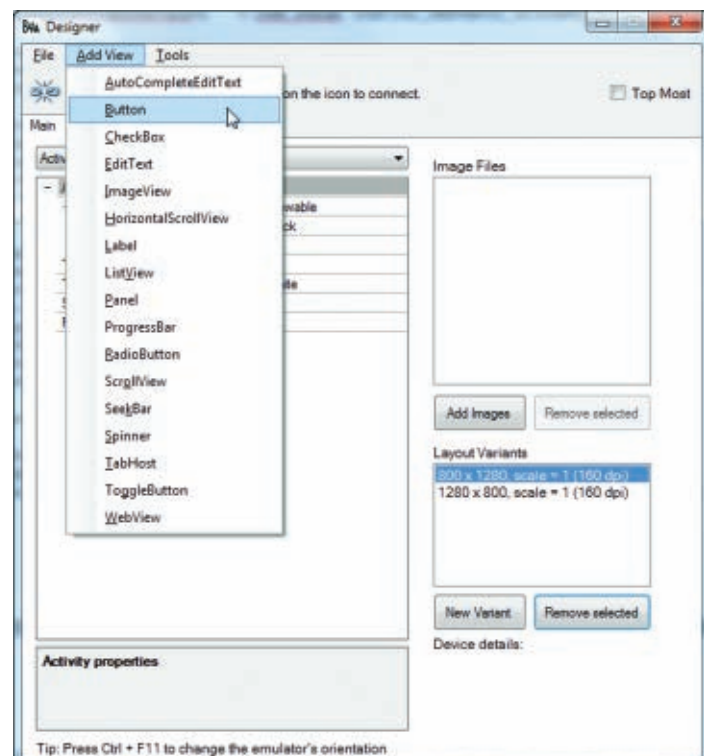 B4A Designer
File Add View Tools
on the icon to connect.
Top Most
Main
AutoCompleteEditText
Button
CheckBox
EditText
ImageView
HorizontalScrollView
Label
ListView
Panel
ProgressBar
RadioButton
ScrollView
SeekBar
Spinner
TabHost
ToggleButton
WebView
Activity properties
Image Files
Add Images Remove selected
Layout Variants
800 x 1280, scale = 1 (160 dpi)
1280 x 800, scale = 1 (160 dpi)
New Variant Remove selected
Device details:
Tip: Press Ctrl + F11 to change the emulator's orientation